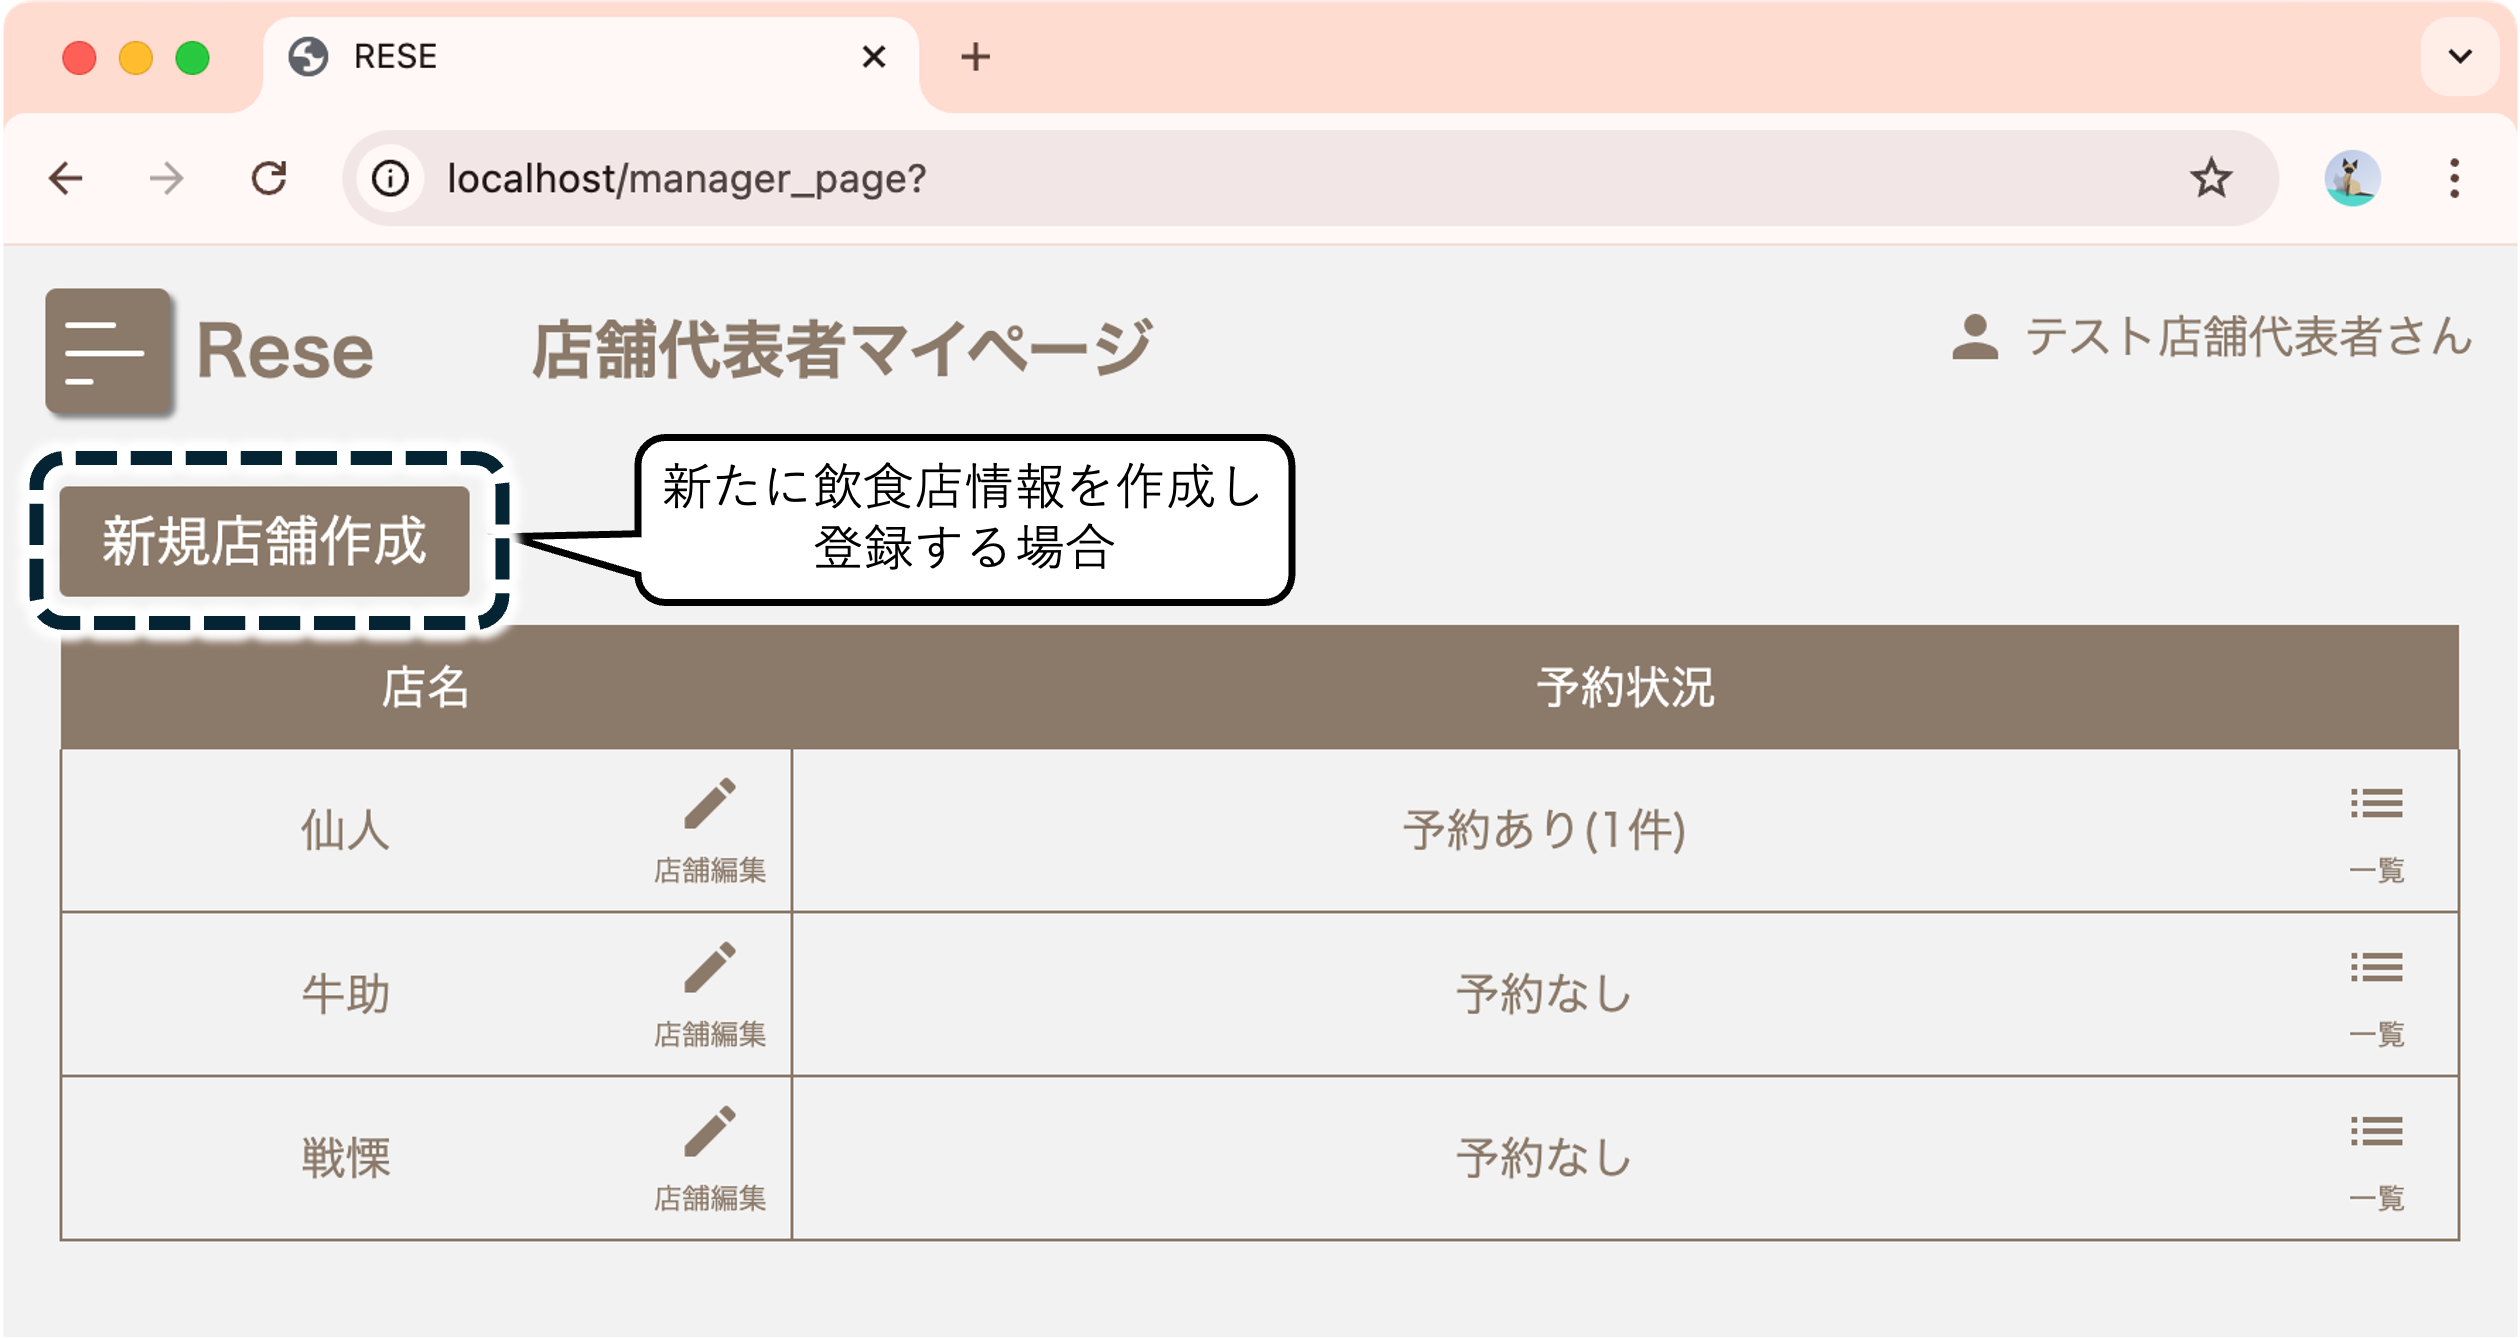 RESE
localhost/manager_page?
Rese
店舗代表者マイページ
テスト店舗代表者さん
新規店舗作成
新たに飲食店情報を作成し
登録する場合
店名
予約状況
仙人
店舗編集
予約あり(1件)
一覧
牛助
店舗編集
予約なし
一覧
戦慄
店舗編集
予約なし
一覧